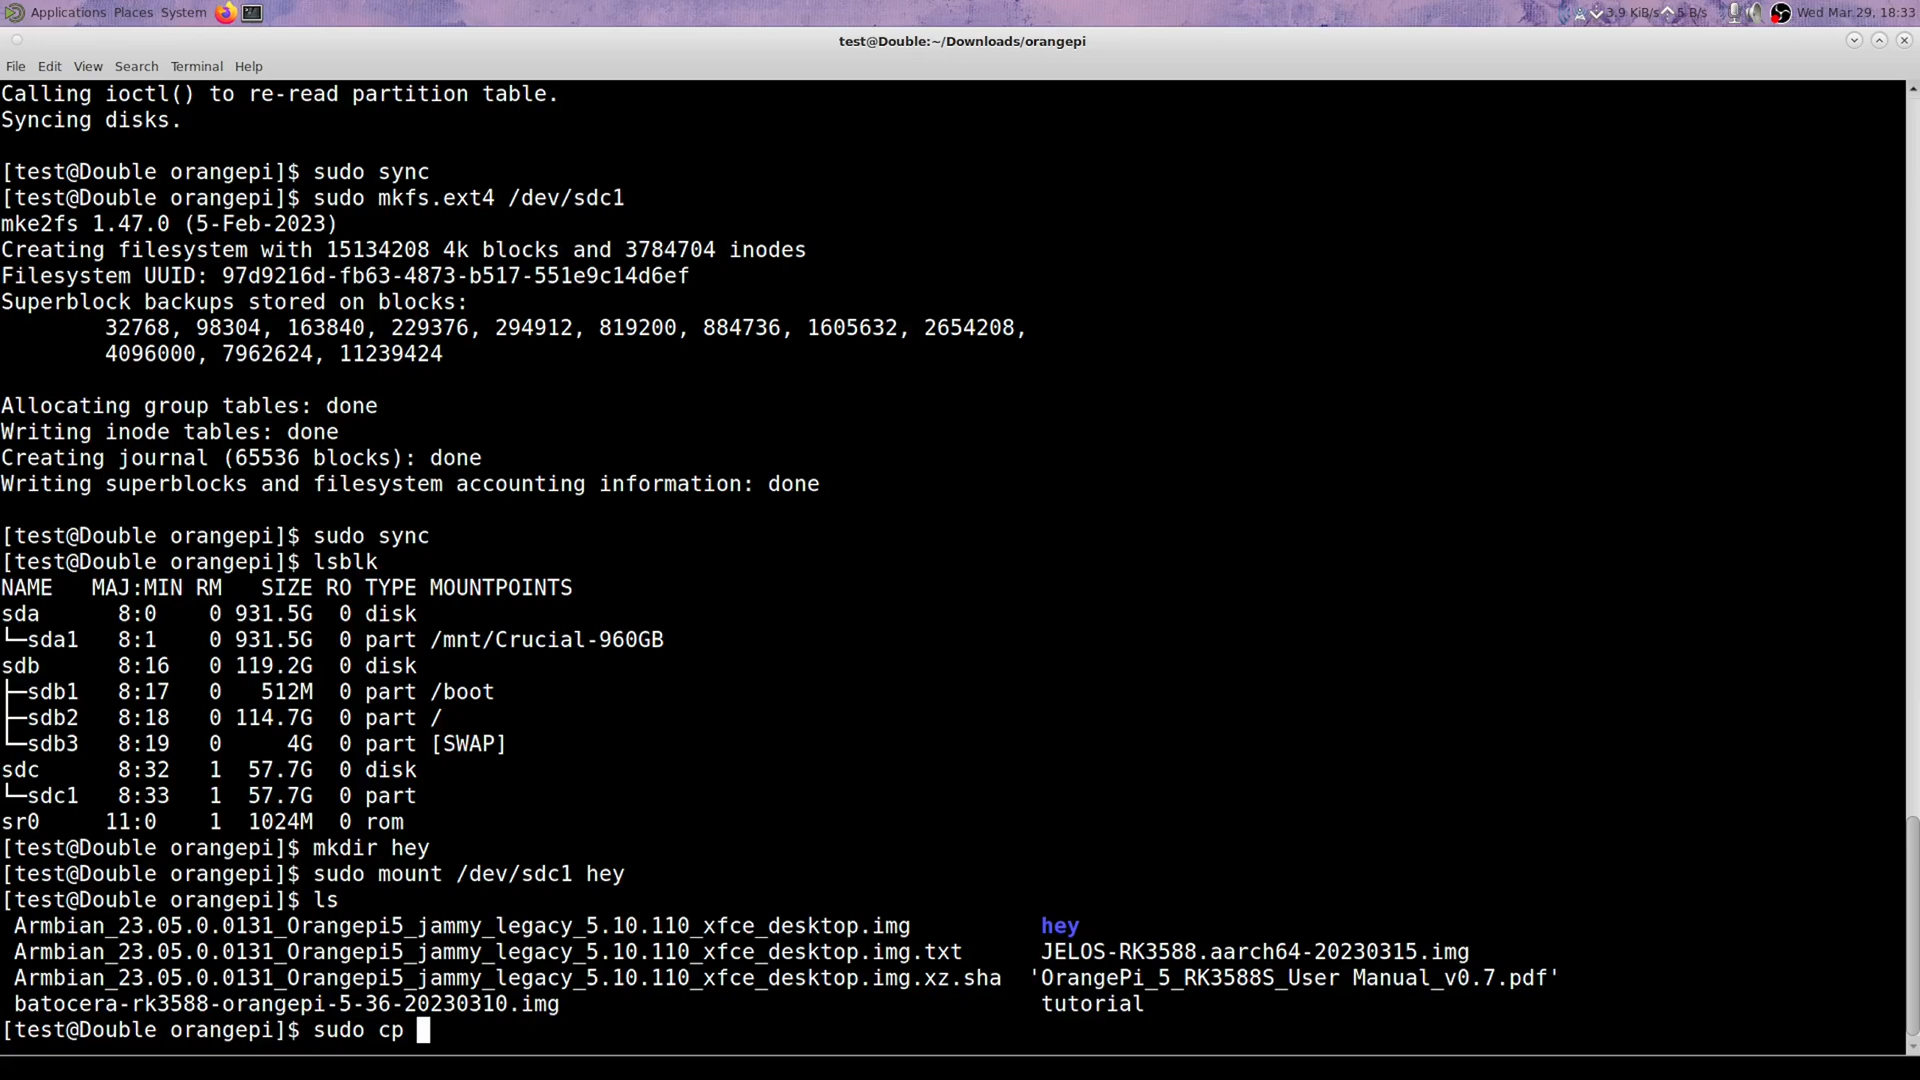 Applications Places System 3.9 KiB/s 5 B/s Wed Mar 29, 18:33
test@Double:~/Downloads/orangepi
File Edit View Search Terminal Help
Calling ioctl() to re-read partition table.
Syncing disks.
[test@Double orangepi]$ sudo sync
[test@Double orangepi]$ sudo mkfs.ext4 /dev/sdc1
mke2fs 1.47.0 (5-Feb-2023)
Creating filesystem with 15134208 4k blocks and 3784704 inodes
Filesystem UUID: 97d9216d-fb63-4873-b517-551e9c14d6ef
Superblock backups stored on blocks:
        32768, 98304, 163840, 229376, 294912, 819200, 884736, 1605632, 2654208,
        4096000, 7962624, 11239424
Allocating group tables: done
Writing inode tables: done
Creating journal (65536 blocks): done
Writing superblocks and filesystem accounting information: done
[test@Double orangepi]$ sudo sync
[test@Double orangepi]$ lsblk
NAME   MAJ:MIN RM   SIZE RO TYPE MOUNTPOINTS
sda      8:0    0 931.5G  0 disk
└─sda1   8:1    0 931.5G  0 part /mnt/Crucial-960GB
sdb      8:16   0 119.2G  0 disk
├─sdb1   8:17   0   512M  0 part /boot
├─sdb2   8:18   0 114.7G  0 part /
└─sdb3   8:19   0     4G  0 part [SWAP]
sdc      8:32   1  57.7G  0 disk
└─sdc1   8:33   1  57.7G  0 part
sr0     11:0    1  1024M  0 rom
[test@Double orangepi]$ mkdir hey
[test@Double orangepi]$ sudo mount /dev/sdc1 hey
[test@Double orangepi]$ ls
 Armbian_23.05.0.0131_Orangepi5_jammy_legacy_5.10.110_xfce_desktop.img          hey
 Armbian_23.05.0.0131_Orangepi5_jammy_legacy_5.10.110_xfce_desktop.img.txt      JELOS-RK3588.aarch64-20230315.img
 Armbian_23.05.0.0131_Orangepi5_jammy_legacy_5.10.110_xfce_desktop.img.xz.sha  'OrangePi_5_RK3588S_User Manual_v0.7.pdf'
 batocera-rk3588-orangepi-5-36-20230310.img                                     tutorial
[test@Double orangepi]$ sudo cp